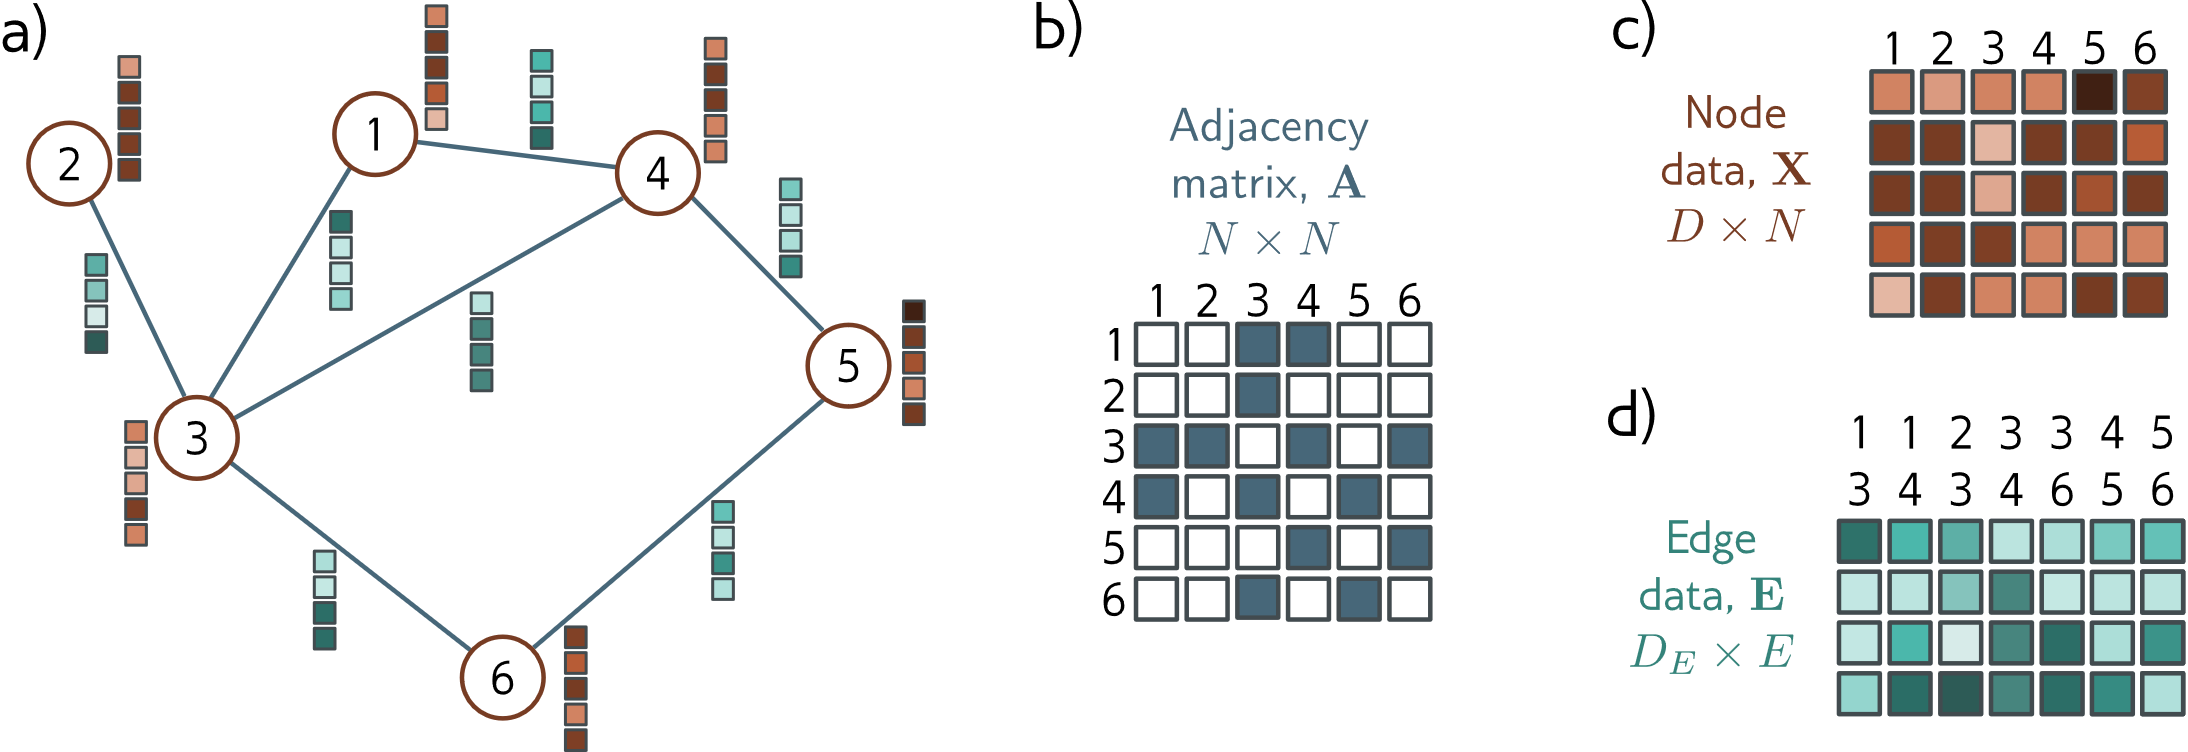 a)
2
1
4
3
5
6
b)
Adjacency
matrix, A
N × N
1 2 3 4 5 6
1
2
3
4
5
6
c)
Node
data, X
D × N
1 2 3 4 5 6
d)
Edge
data, E
D_E × E
1 1 2 3 3 4 5
3 4 3 4 6 5 6